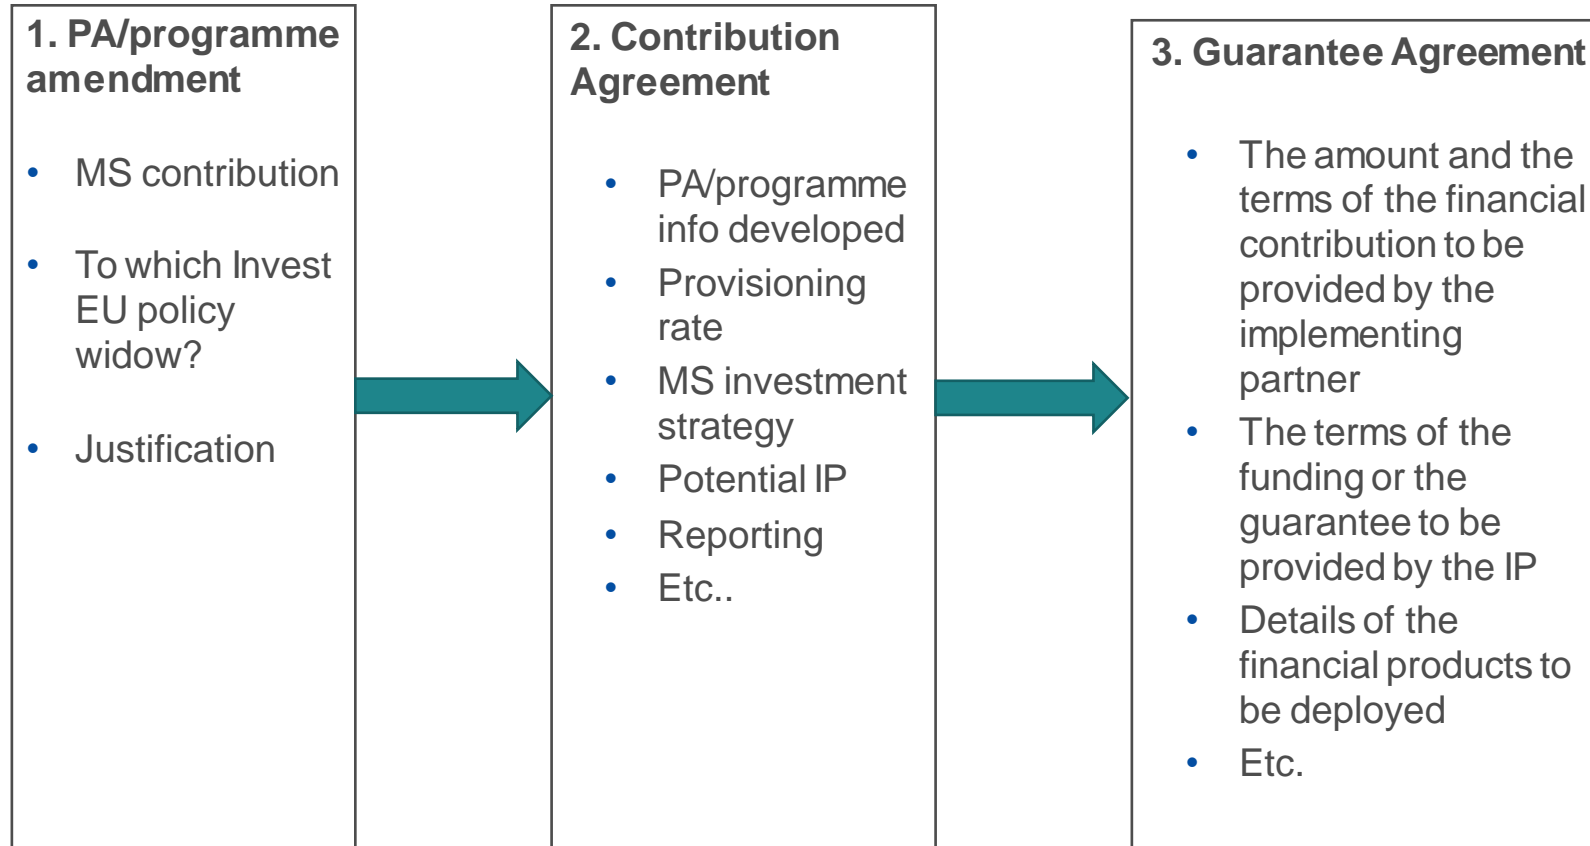 1. PA/programme
amendment
• MS contribution
• To which Invest
EU policy
widow?
• Justification
2. Contribution
Agreement
• PA/programme
info developed
• Provisioning
rate
• MS investment
strategy
• Potential IP
• Reporting
• Etc..
3. Guarantee Agreement
• The amount and the
terms of the financial
contribution to be
provided by the
implementing
partner
• The terms of the
funding or the
guarantee to be
provided by the IP
• Details of the
financial products to
be deployed
• Etc.